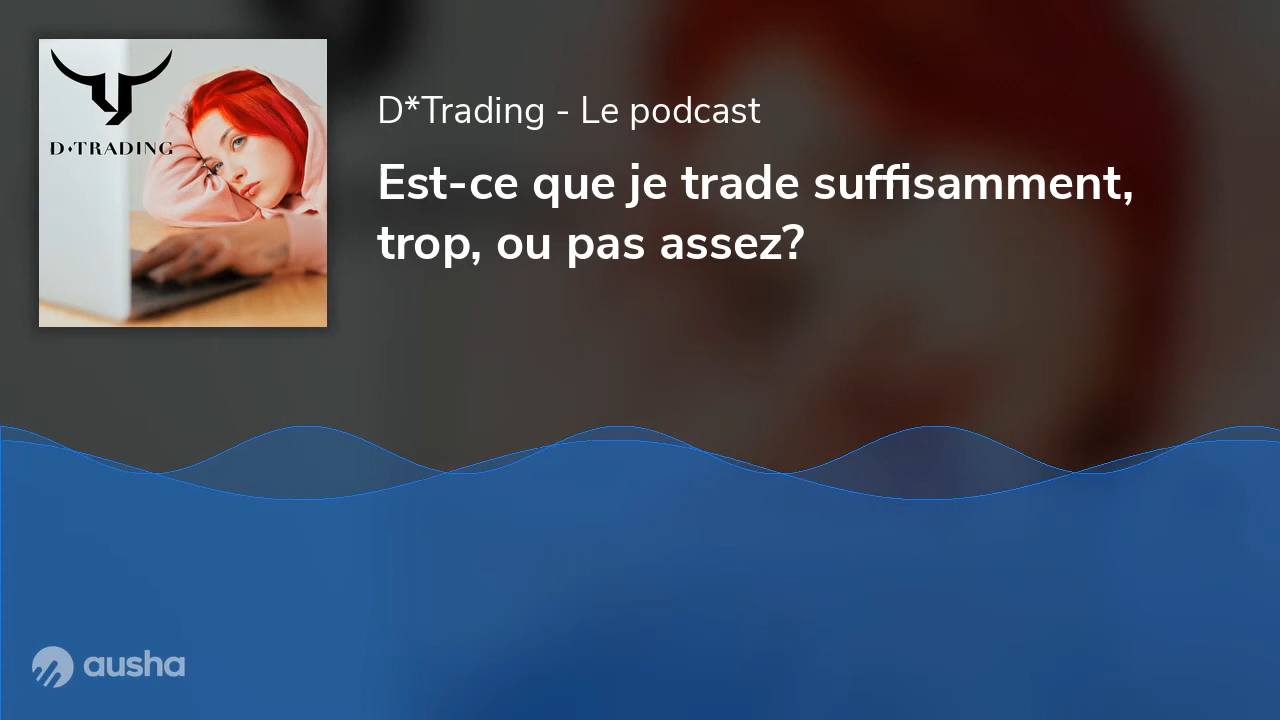 D♦TRADING
D*Trading - Le podcast
Est-ce que je trade suffisamment,
trop, ou pas assez?
ausha